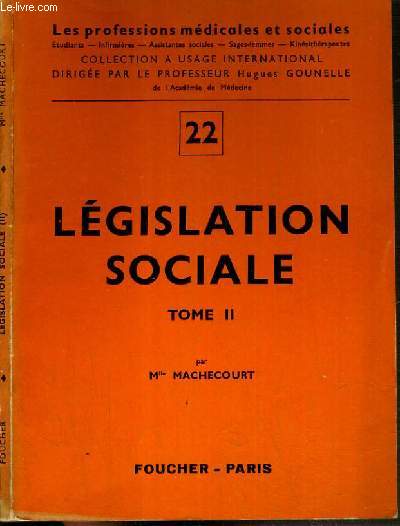 Les professions médicales et sociales
Étudiants — Infirmières — Assistantes sociales — Sages-femmes — Kinésithérapeutes
COLLECTION A USAGE INTERNATIONAL
DIRIGÉE PAR LE PROFESSEUR Hugues GOUNELLE
de l'Académie de Médecine
22
LÉGISLATION
SOCIALE
TOME II
par
Mlle MACHECOURT
FOUCHER - PARIS
FOUCHER ♦ LÉGISLATION SOCIALE (II) ♦ Mlle MACHECOURT
www.le-livre.com